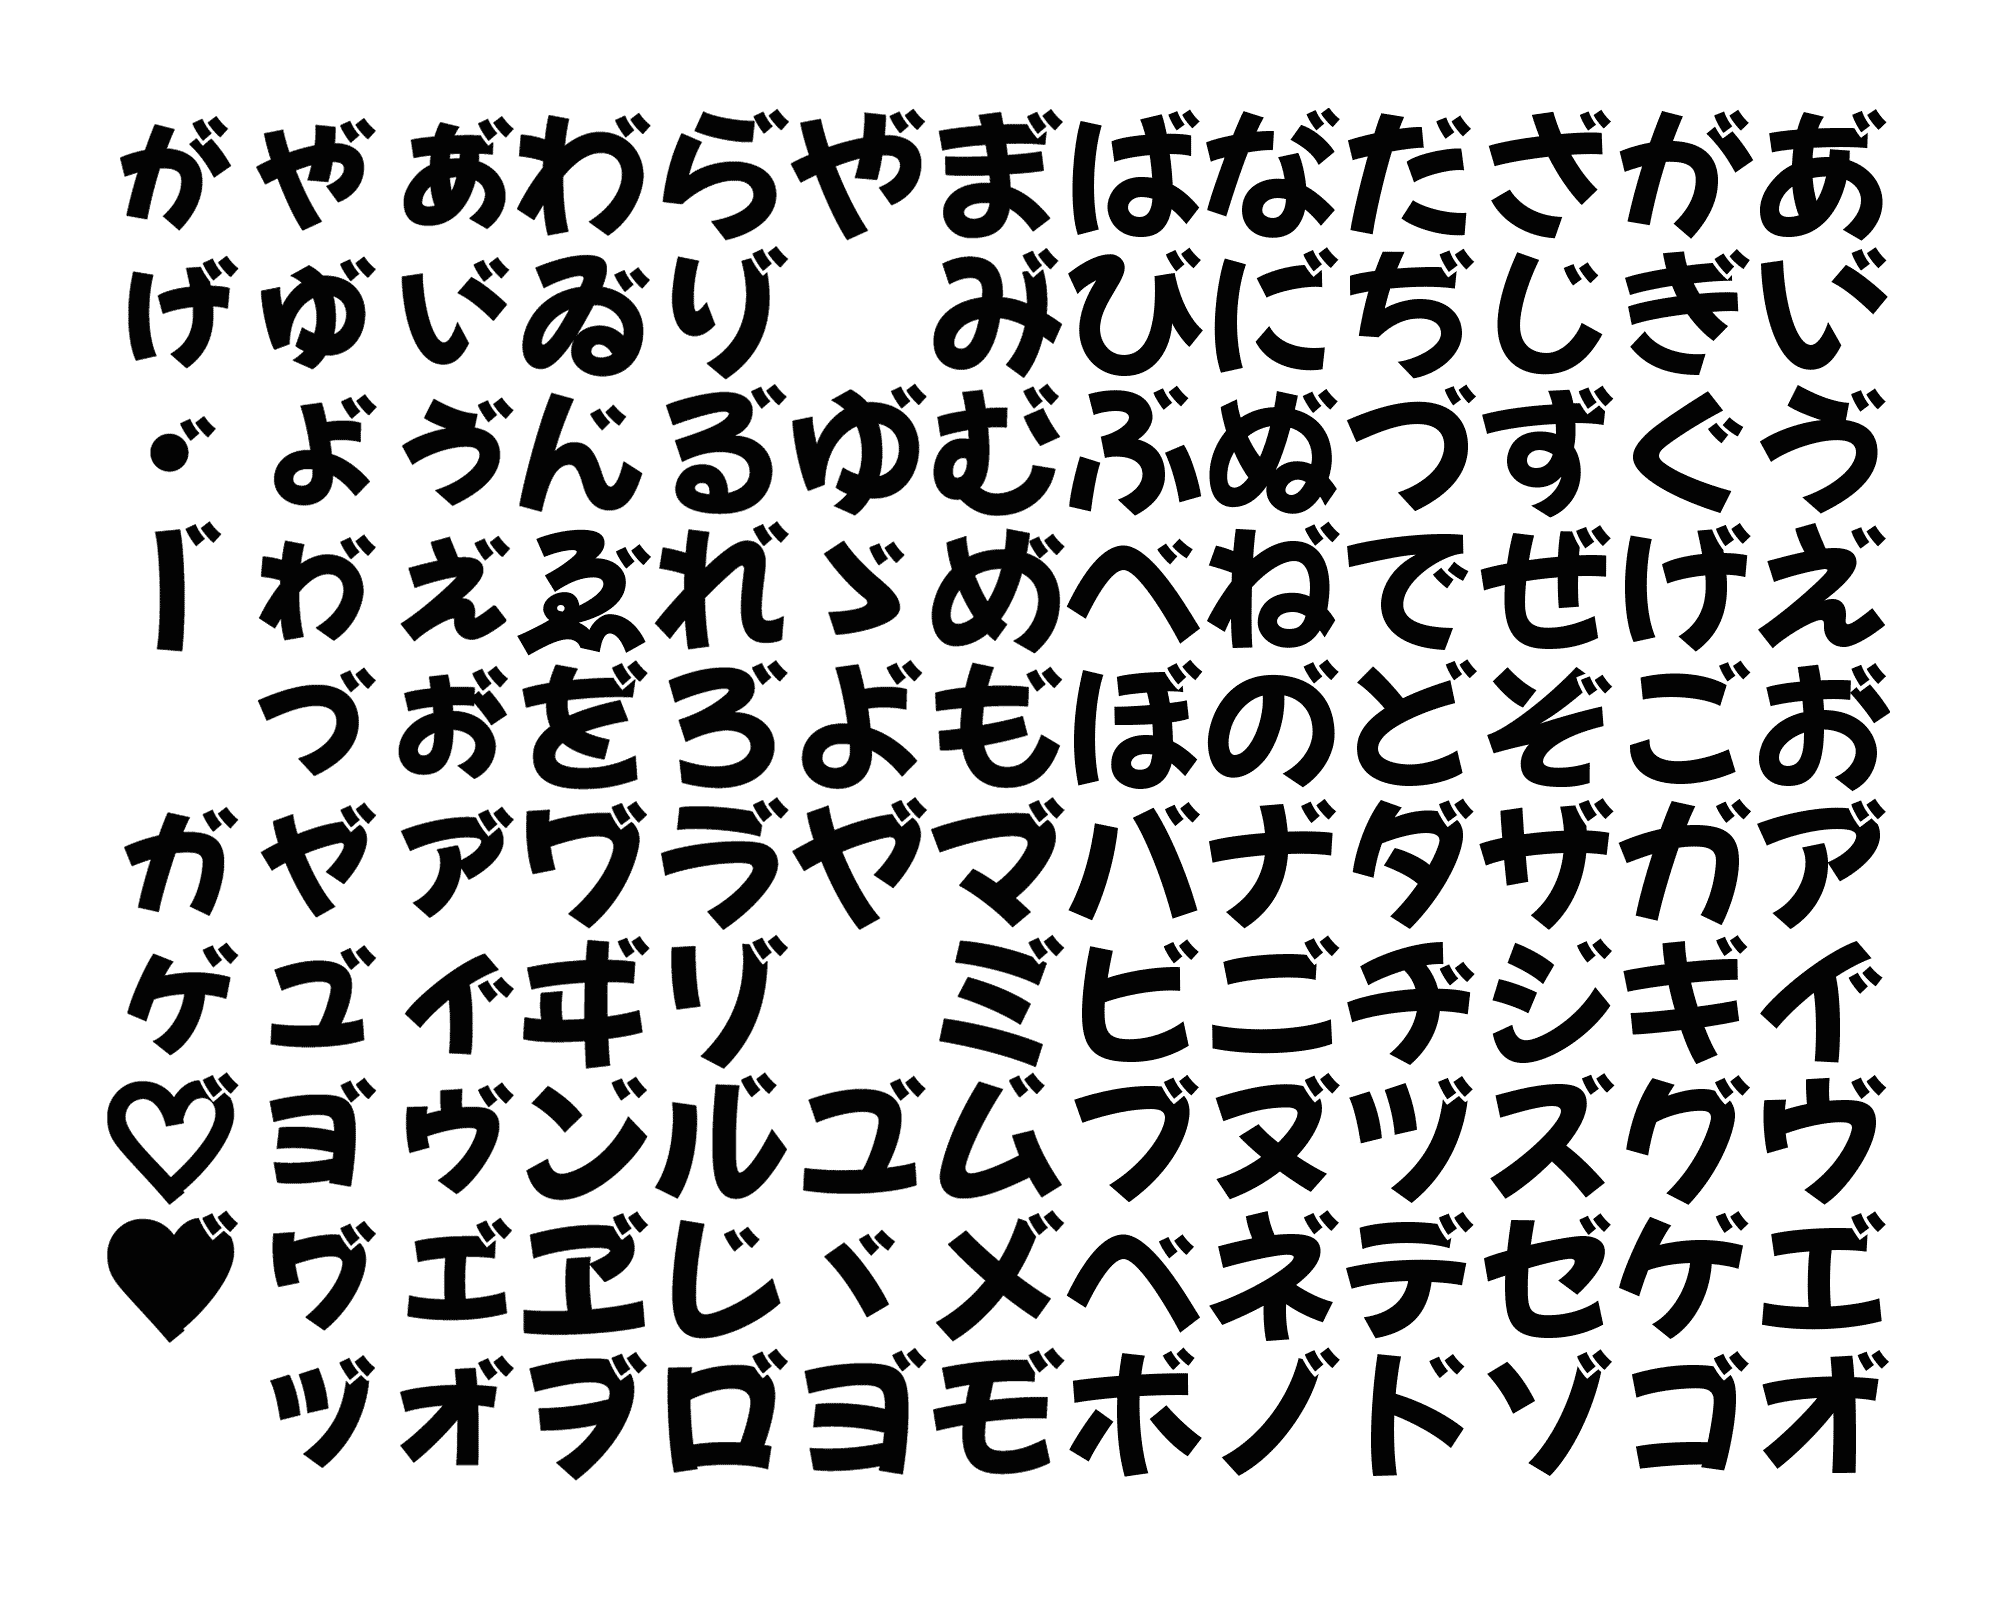 あ゙い゙ゔえ゙お゙
がぎぐげご
ざじずぜぞ
だぢづでど
な゙に゙ぬ゙ね゙の゙
ばびぶべぼ
ま゙み゙む゙め゙も゙
や゙ゆ゙ゞよ゙
ら゙り゙る゙れ゙ろ゙
わ゙ゐ゙ん゙ゑ゙を゙
ぁ゙ぃ゙ぅ゙ぇ゙ぉ゙
ゃ゙ゅ゙ょ゙ゎ゙っ゙
ゕ゙ゖ゙・゙ー゙
ア゙イ゙ヴエ゙オ゙
ガギグゲゴ
ザジズゼゾ
ダヂヅデド
ナ゙ニ゙ヌ゙ネ゙ノ゙
バビブベボ
マ゙ミ゙ム゙メ゙モ゙
ヤ゙ユ゙ヾヨ゙
ラ゙リ゙ル゙レ゙ロ゙
ヷヸン゙ヹヺ
ァ゙ィ゙ゥ゙ェ゙ォ゙
ャ゙ュ゙ョ゙ヮ゙ッ゙
ヵ゙ヶ゙♡゙♥゙